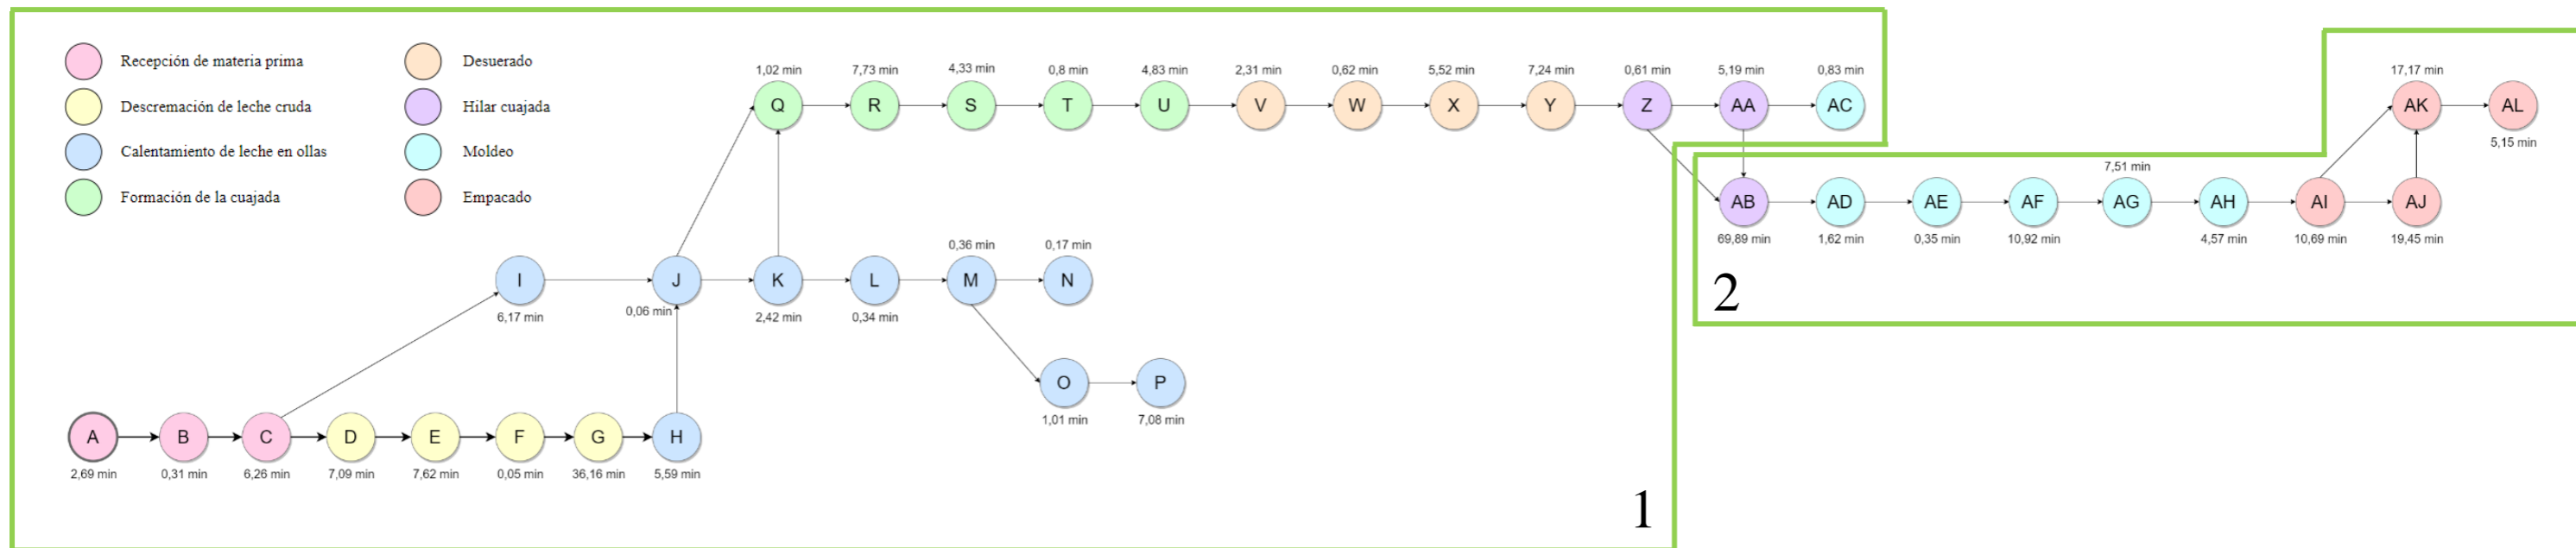 Recepción de materia prima
Descremación de leche cruda
Calentamiento de leche en ollas
Formación de la cuajada
Desuerado
Hilar cuajada
Moldeo
Empacado
1,02 min 7,73 min 4,33 min 0,8 min 4,83 min 2,31 min 0,62 min 5,52 min 7,24 min 0,61 min 5,19 min 0,83 min
Q R S T U V W X Y Z AA AC
17,17 min
AK AL
5,15 min
7,51 min
AB AD AE AF AG AH AI AJ
69,89 min 1,62 min 0,35 min 10,92 min 4,57 min 10,69 min 19,45 min
2
0,36 min 0,17 min
I J K L M N
6,17 min 0,06 min 2,42 min 0,34 min
O P
1,01 min 7,08 min
A B C D E F G H
2,69 min 0,31 min 6,26 min 7,09 min 7,62 min 0,05 min 36,16 min 5,59 min
1